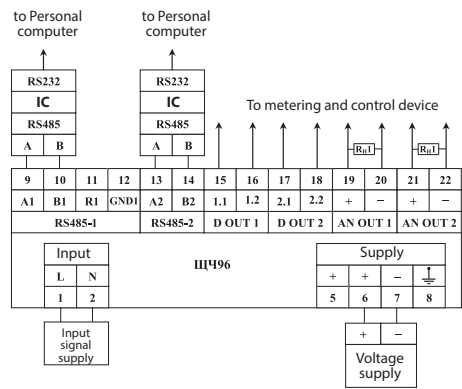 to Personal to Personal
computer computer
RS232 RS232
IC IC
RS485 RS485
A B A B
To metering and control device
RH1 RH1
9 10 11 12 13 14 15 16 17 18 19 20 21 22
A1 B1 R1 GND1 A2 B2 1.1 1.2 2.1 2.2 + − + −
RS485-1 RS485-2 D OUT 1 D OUT 2 AN OUT 1 AN OUT 2
Input ЩЧ96 Supply
L N + + −
1 2 5 6 7 8
Input
signal
supply
+ −
Voltage
supply